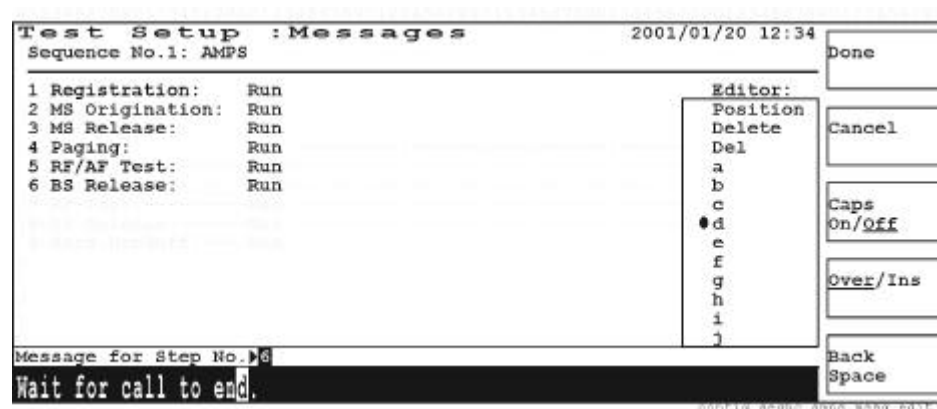 Test Setup :Messages 2001/01/20 12:34
Sequence No.1: AMPS
1 Registration: Run
2 MS Origination: Run
3 MS Release: Run
4 Paging: Run
5 RF/AF Test: Run
6 BS Release: Run
Editor:
Position
Delete
Del
a
b
c
d
e
f
g
h
i
j
Message for Step No.▶6
Wait for call to end.
Done
Cancel
Caps
On/Off
Over/Ins
Back
Space